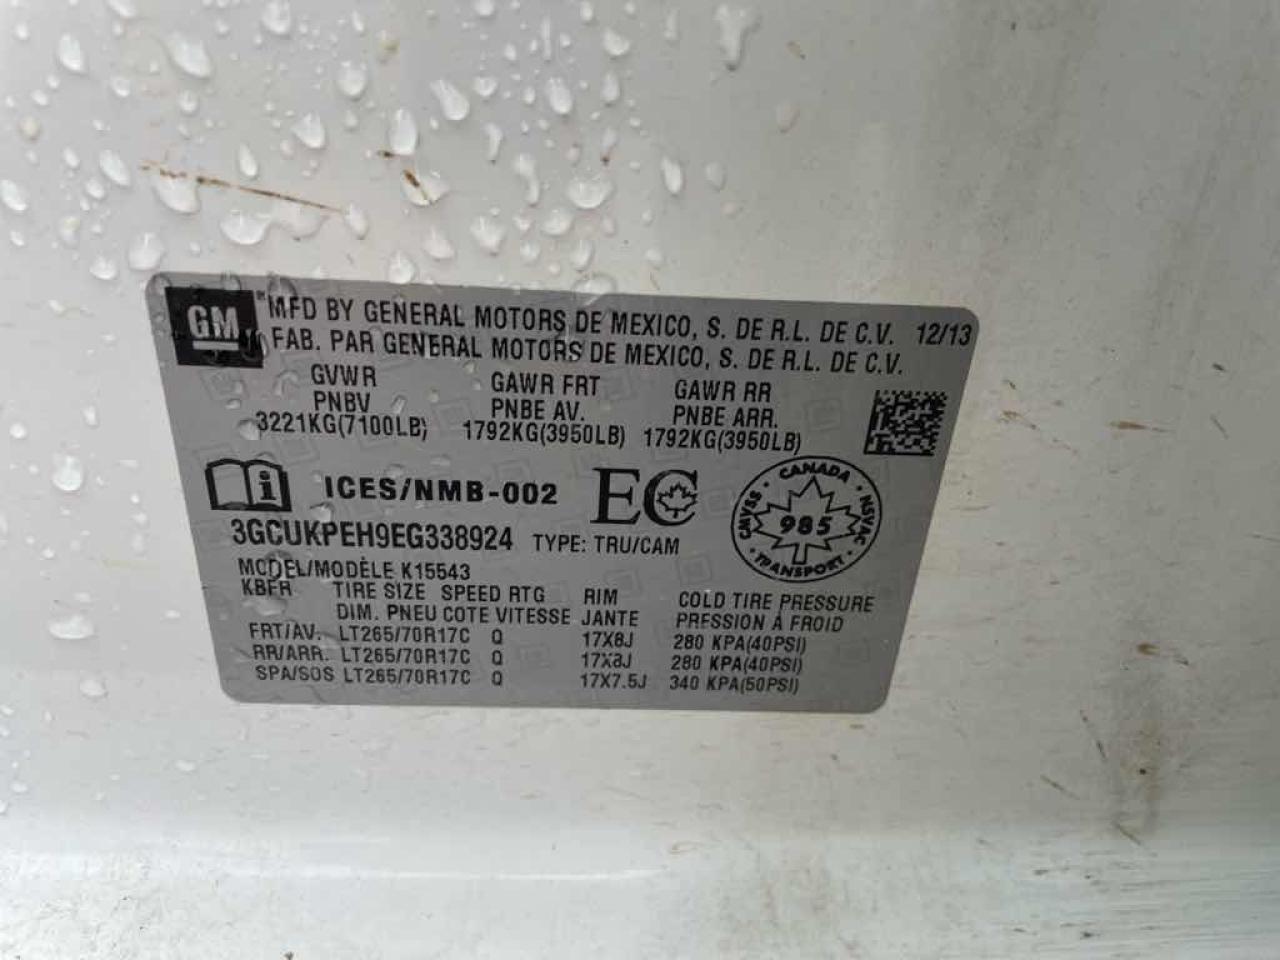 GM MFD BY GENERAL MOTORS DE MEXICO, S. DE R.L. DE C.V. 12/13
FAB. PAR GENERAL MOTORS DE MEXICO, S. DE R.L. DE C.V.
GVWR GAWR FRT GAWR RR
PNBV PNBE AV. PNBE ARR.
3221KG(7100LB) 1792KG(3950LB) 1792KG(3950LB)
ICES/NMB-002 EC
CANADA
CMVSS 985 NSVAC
TRANSPORT
3GCUKPEH9EG338924 TYPE: TRU/CAM
MODEL/MODÈLE K15543
KBFR TIRE SIZE SPEED RTG RIM COLD TIRE PRESSURE
DIM. PNEU COTE VITESSE JANTE PRESSION À FROID
FRT/AV. LT265/70R17C Q 17X8J 280 KPA(40PSI)
RR/ARR. LT265/70R17C Q 17X8J 280 KPA(40PSI)
SPA/SOS LT265/70R17C Q 17X7.5J 340 KPA(50PSI)